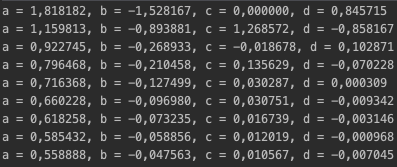 a = 1,818182, b = −1,528167, c = 0,000000, d = 0,845715
a = 1,159813, b = −0,893881, c = 1,268572, d = −0,858167
a = 0,922745, b = −0,268933, c = −0,018678, d = 0,102871
a = 0,796468, b = −0,210458, c = 0,135629, d = −0,070228
a = 0,716368, b = −0,127499, c = 0,030287, d = 0,000309
a = 0,660228, b = −0,096980, c = 0,030751, d = −0,009342
a = 0,618258, b = −0,073235, c = 0,016739, d = −0,003146
a = 0,585432, b = −0,058856, c = 0,012019, d = −0,000968
a = 0,558888, b = −0,047563, c = 0,010567, d = −0,007045